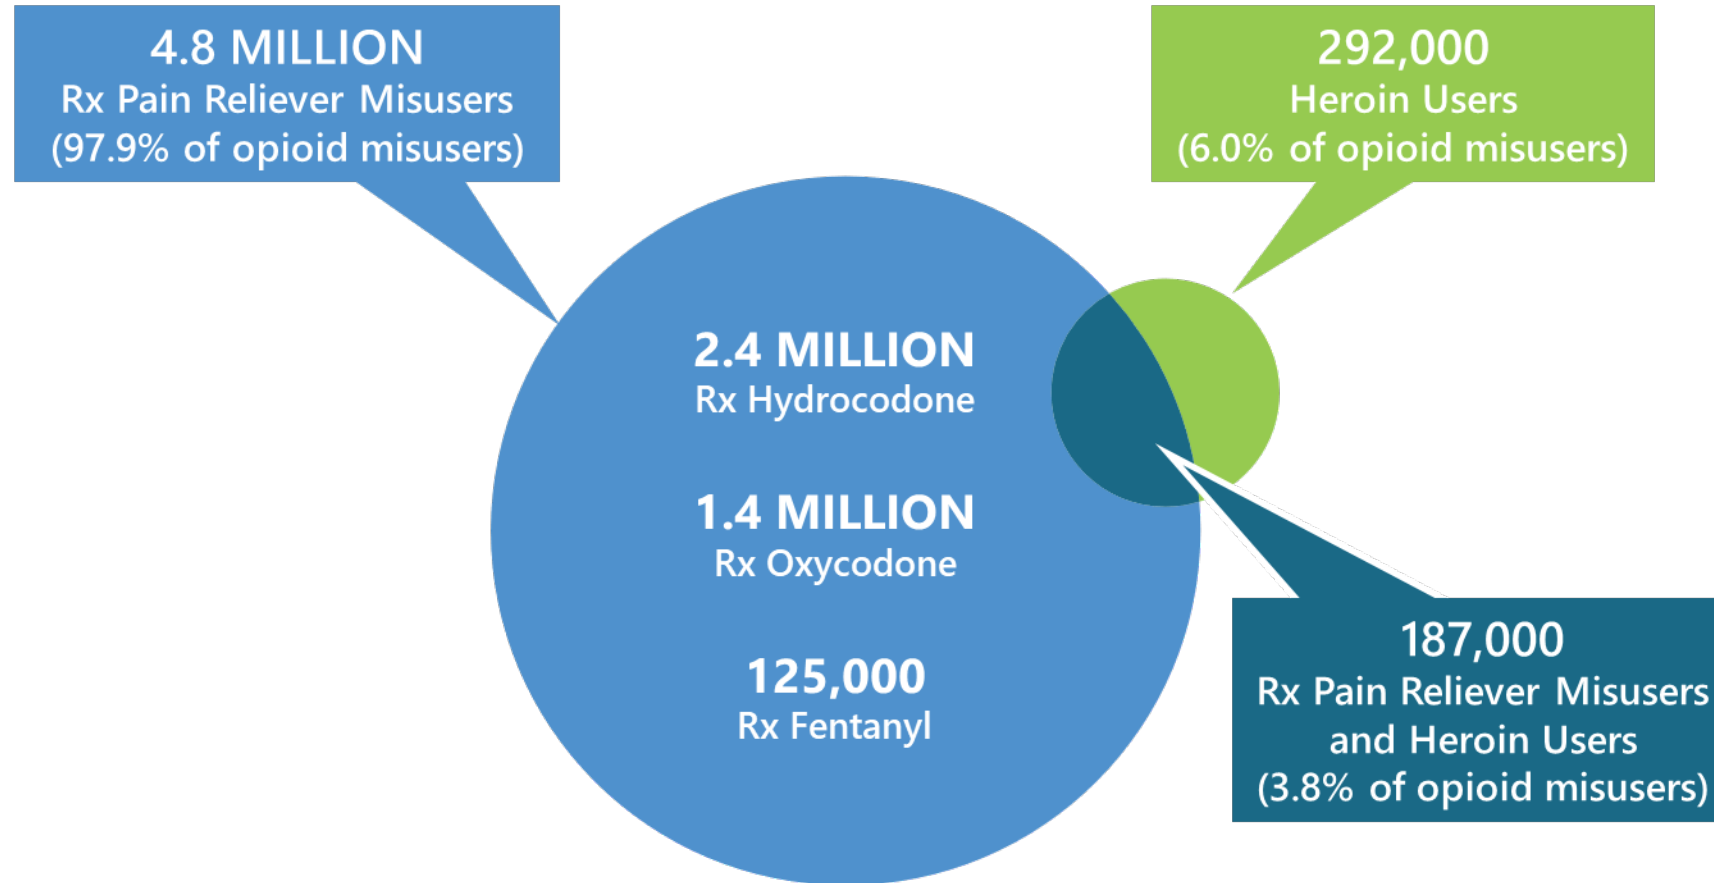 4.8 MILLION
Rx Pain Reliever Misusers
(97.9% of opioid misusers)
292,000
Heroin Users
(6.0% of opioid misusers)
2.4 MILLION
Rx Hydrocodone
1.4 MILLION
Rx Oxycodone
125,000
Rx Fentanyl
187,000
Rx Pain Reliever Misusers
and Heroin Users
(3.8% of opioid misusers)